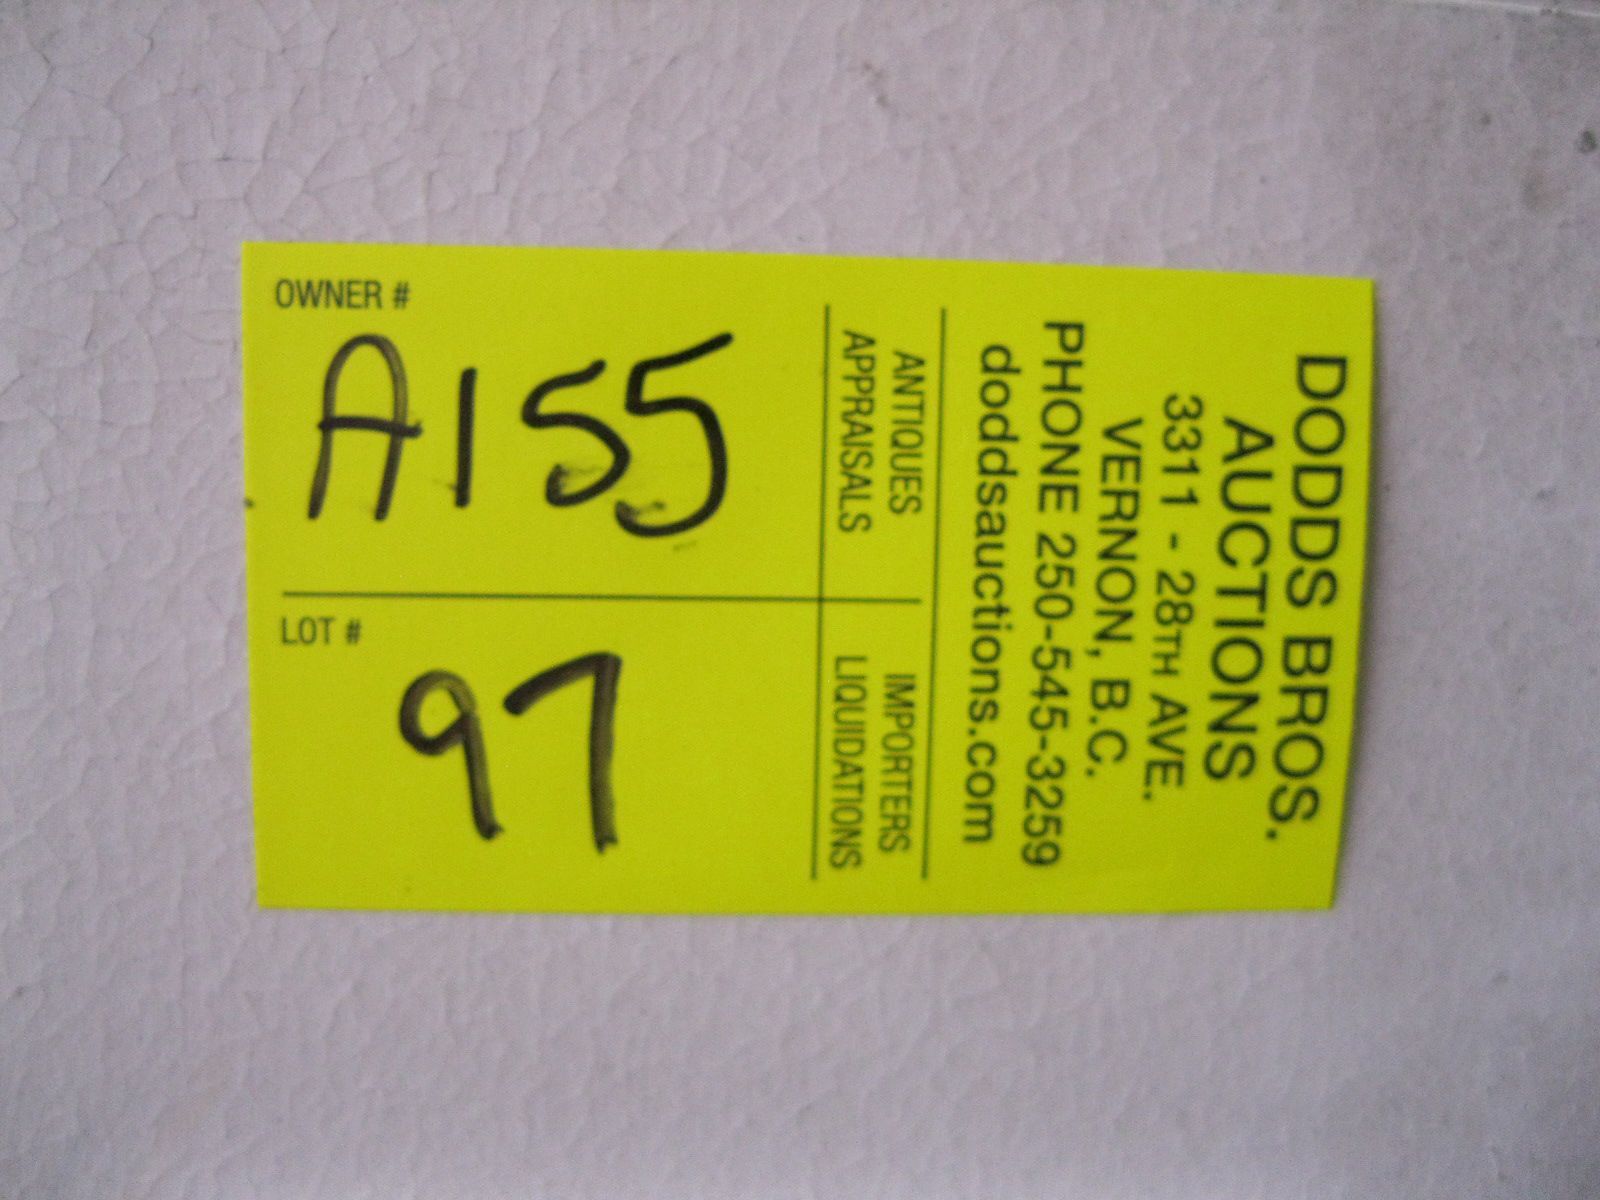 DODDS BROS.
AUCTIONS
3311 - 28TH AVE.
VERNON, B.C.
PHONE 250-545-3259
doddsauctions.com
ANTIQUES
APPRAISALS
IMPORTERS
LIQUIDATIONS
OWNER #
A155
LOT #
97